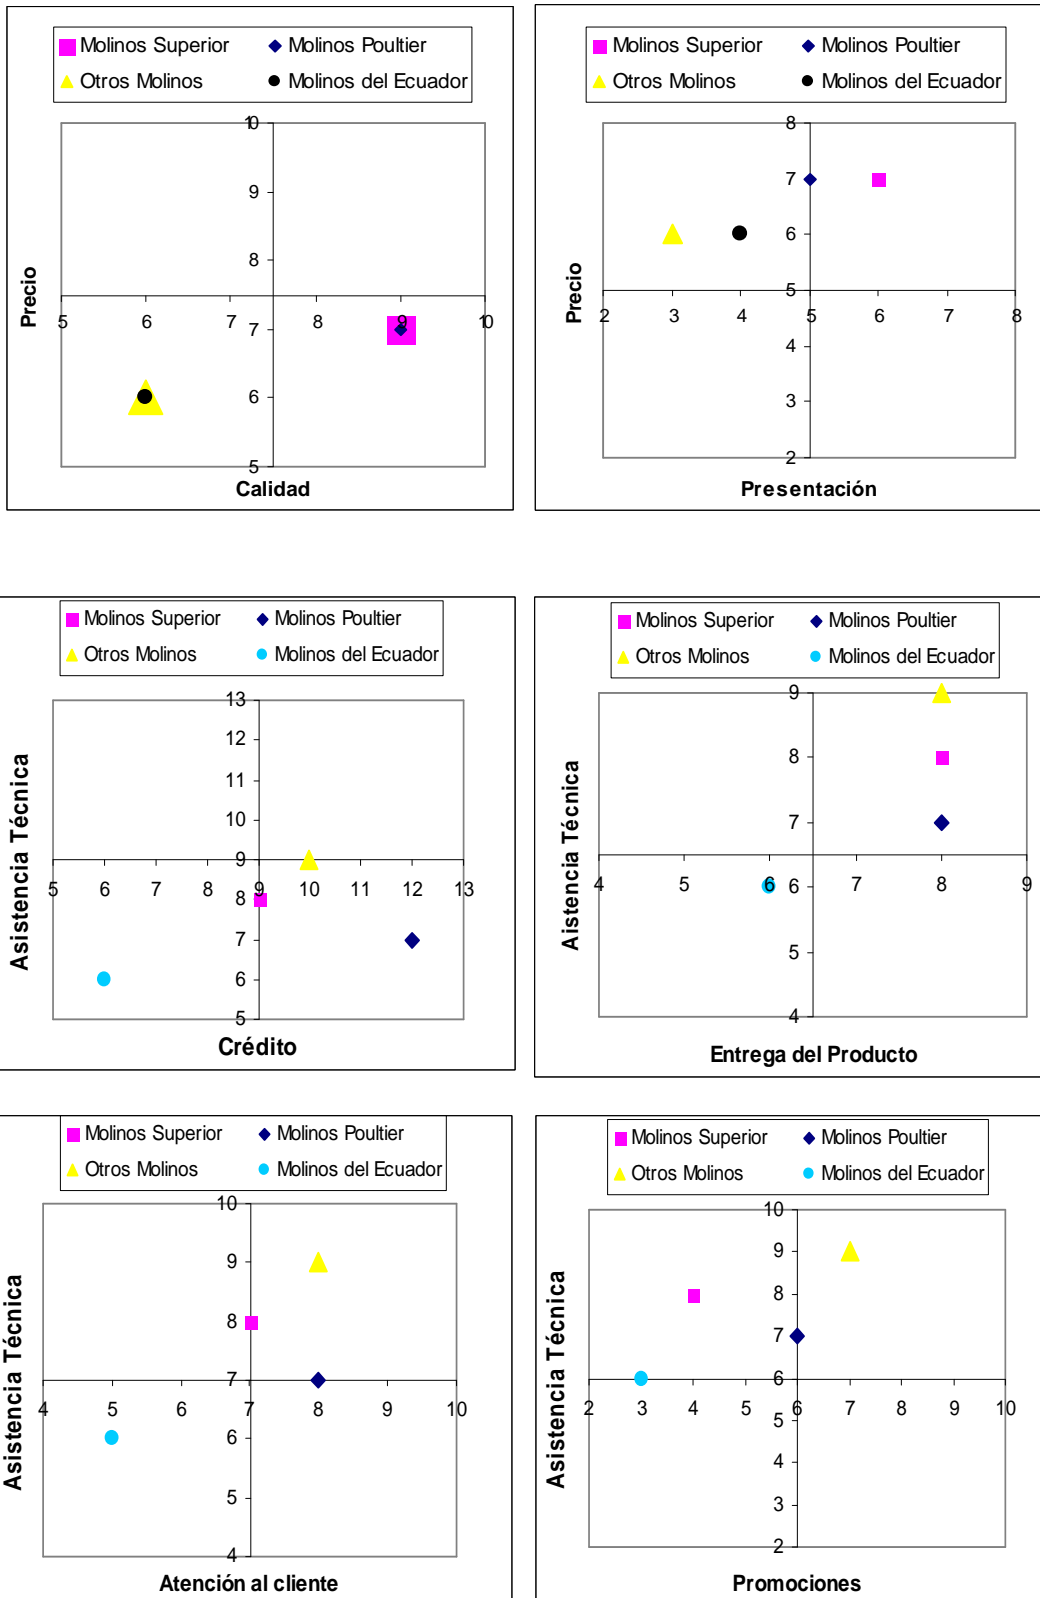 Molinos Superior Molinos Poultier
Otros Molinos Molinos del Ecuador
10
9
8
5 6 7 8 9 10
7
6
5
Precio
Calidad
Molinos Superior Molinos Poultier
Otros Molinos Molinos del Ecuador
8
7
6
5
2 3 4 5 6 7 8
4
3
2
Precio
Presentación
Molinos Superior Molinos Poultier
Otros Molinos Molinos del Ecuador
13
12
11
10
9
5 6 7 8 9 10 11 12 13
8
7
6
5
Asistencia Técnica
Crédito
Molinos Superior Molinos Poultier
Otros Molinos Molinos del Ecuador
9
8
7
4 5 6 7 8 9
6
5
4
Aistencia Técnica
Entrega del Producto
Molinos Superior Molinos Poultier
Otros Molinos Molinos del Ecuador
10
9
8
7
4 5 6 7 8 9 10
6
5
4
Asistencia Técnica
Atención al cliente
Molinos Superior Molinos Poultier
Otros Molinos Molinos del Ecuador
10
9
8
7
6
2 3 4 5 6 7 8 9 10
5
4
3
2
Asistencia Técnica
Promociones